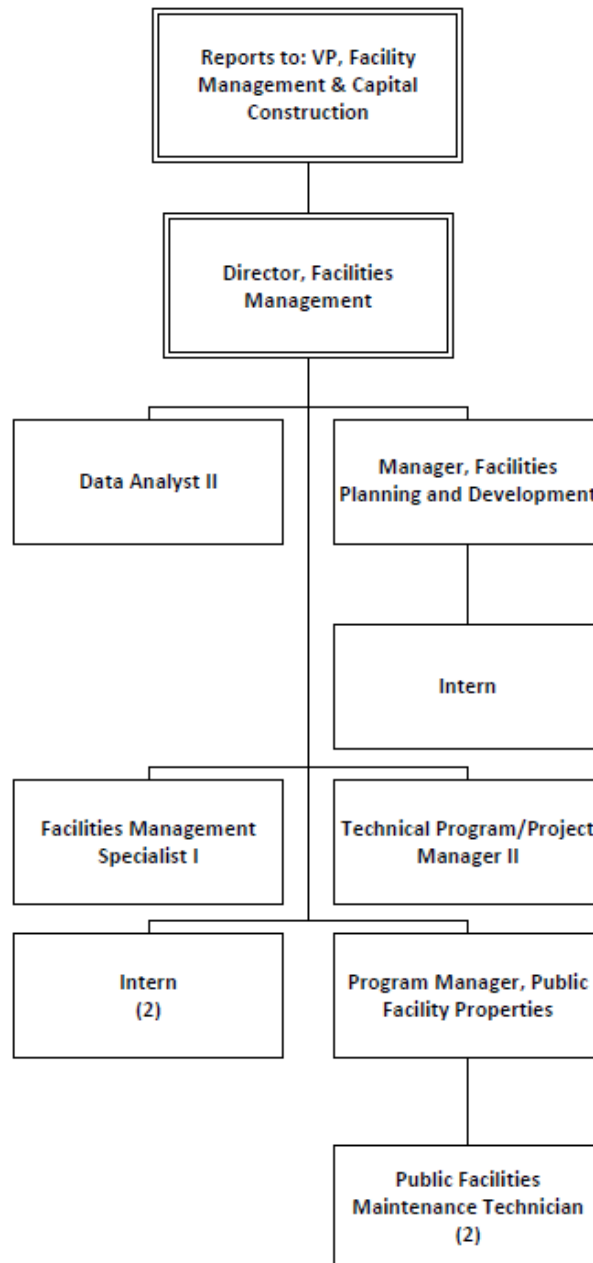 Reports to: VP, Facility
Management & Capital
Construction
Director, Facilities
Management
Data Analyst II
Manager, Facilities
Planning and Development
Intern
Facilities Management
Specialist I
Technical Program/Project
Manager II
Intern
(2)
Program Manager, Public
Facility Properties
Public Facilities
Maintenance Technician
(2)